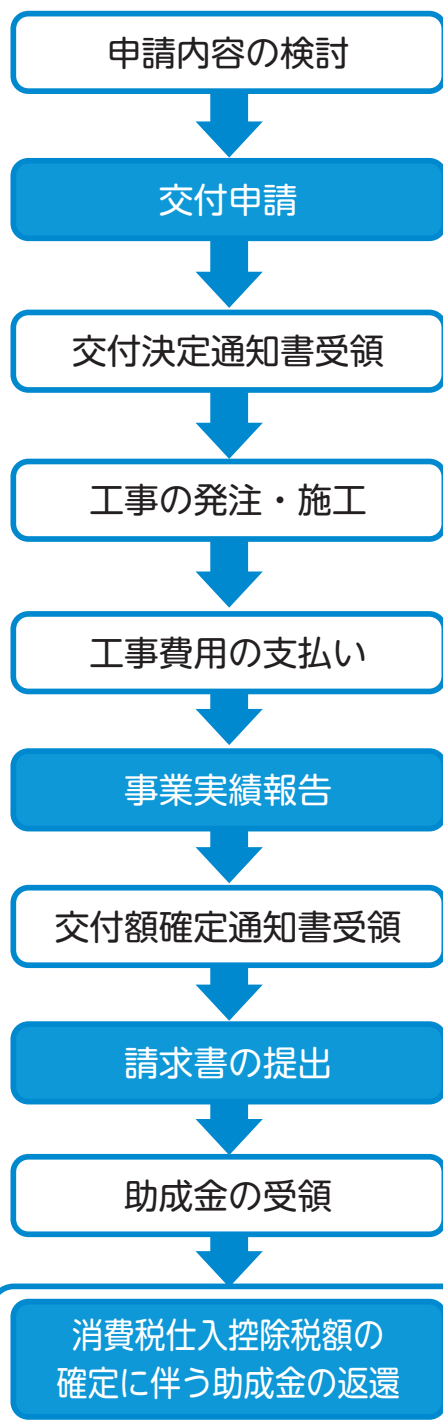 申請内容の検討
交付申請
交付決定通知書受領
工事の発注・施工
工事費用の支払い
事業実績報告
交付額確定通知書受領
請求書の提出
助成金の受領
消費税仕入控除税額の
確定に伴う助成金の返還